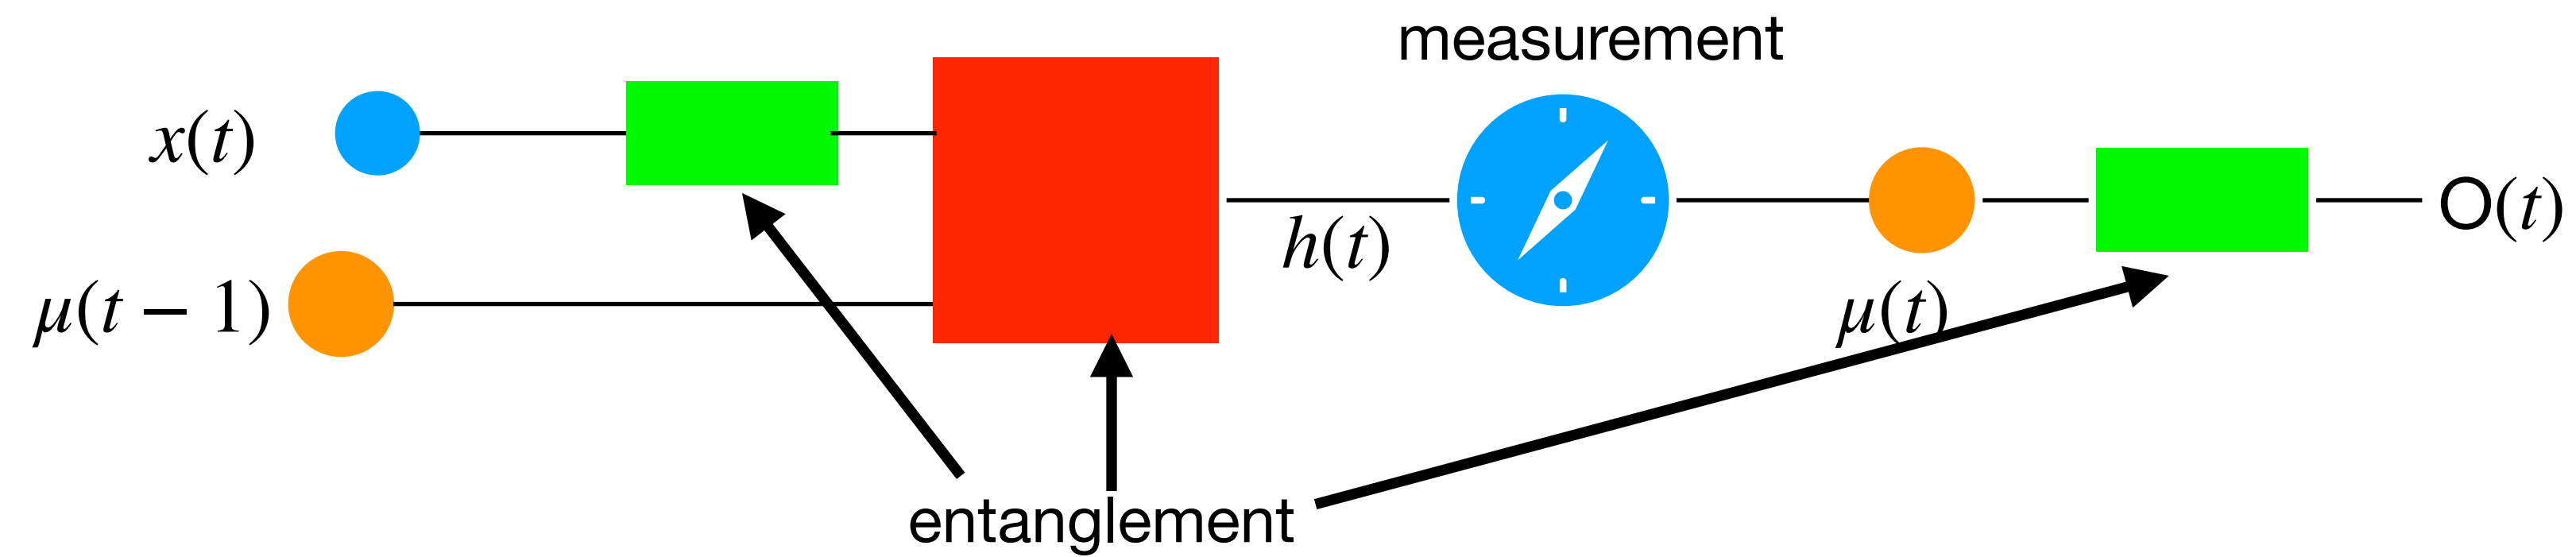 measurement
x(t)
μ(t − 1)
h(t)
μ(t)
O(t)
entanglement